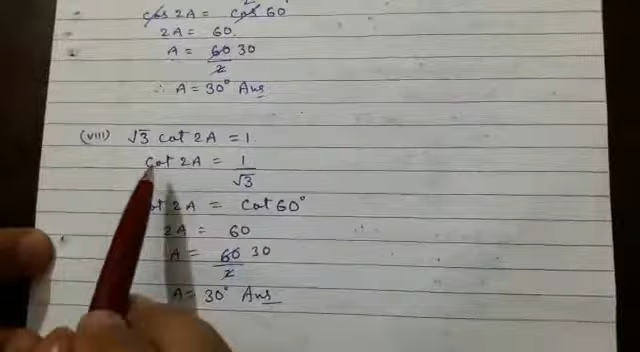 cos 2A = cos 60°
2A = 60.
A = 60 30
2
∴ A = 30° Ans
(VIII) √3 cot 2A = 1.
cot 2A = 1
√3
ot 2A = Cot 60°
2A = 60
A = 60 30
2
A = 30° Ans